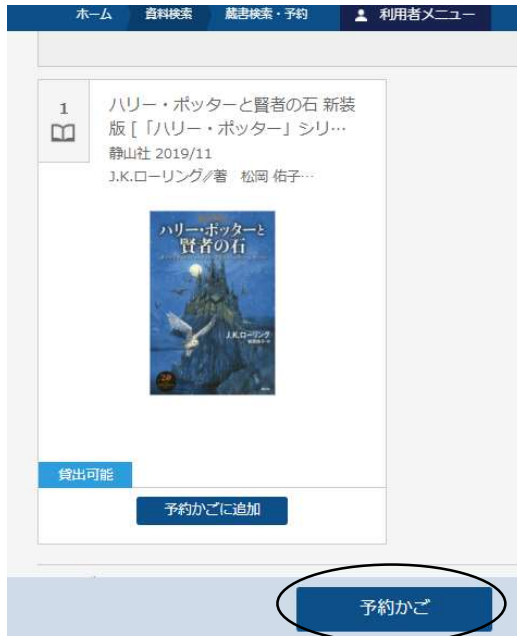 ホーム 資料検索 蔵書検索・予約 利用者メニュー
1
ハリー・ポッターと賢者の石 新装
版 [「ハリー・ポッター」シリ…
静山社 2019/11
J.K.ローリング//著 松岡 佑子…
ハリー・ポッターと
賢者の石
J.K.ローリング
貸出可能
予約かごに追加
予約かご